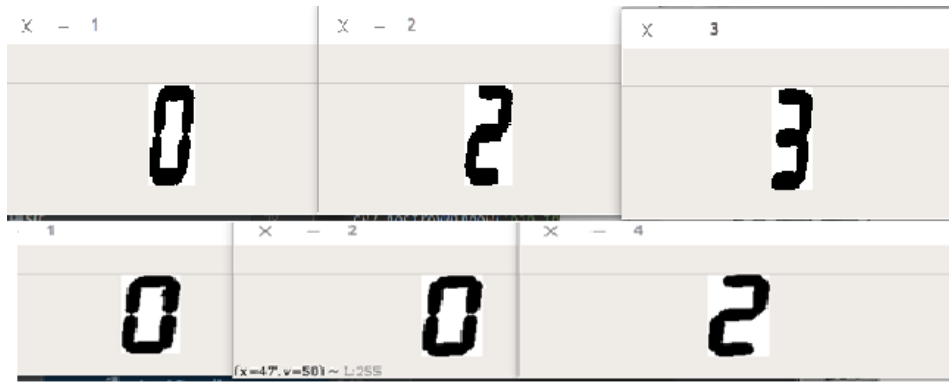 X – 1 X – 2 X 3
0 2 3
1 X – 2 X – 4
0 0 2
(x=47, y=50) ~ L:255